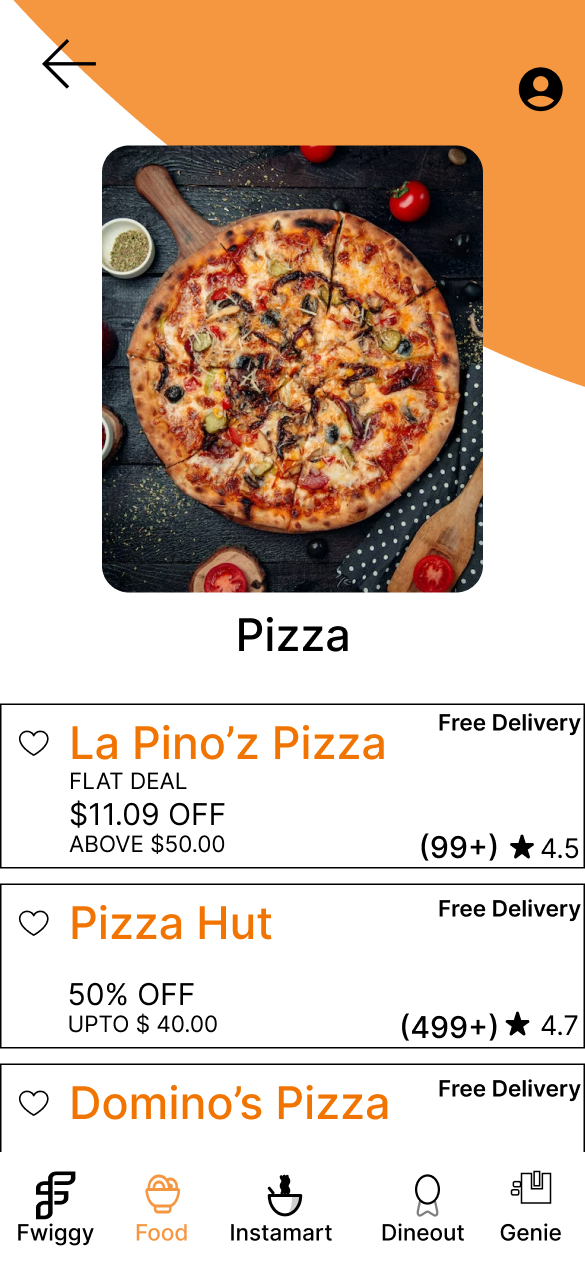 Pizza
Free Delivery
La Pino’z Pizza
FLAT DEAL
$11.09 OFF
ABOVE $50.00
(99+) ★ 4.5
Free Delivery
Pizza Hut
50% OFF
UPTO $ 40.00
(499+) ★ 4.7
Free Delivery
Domino’s Pizza
Fwiggy Food Instamart Dineout Genie